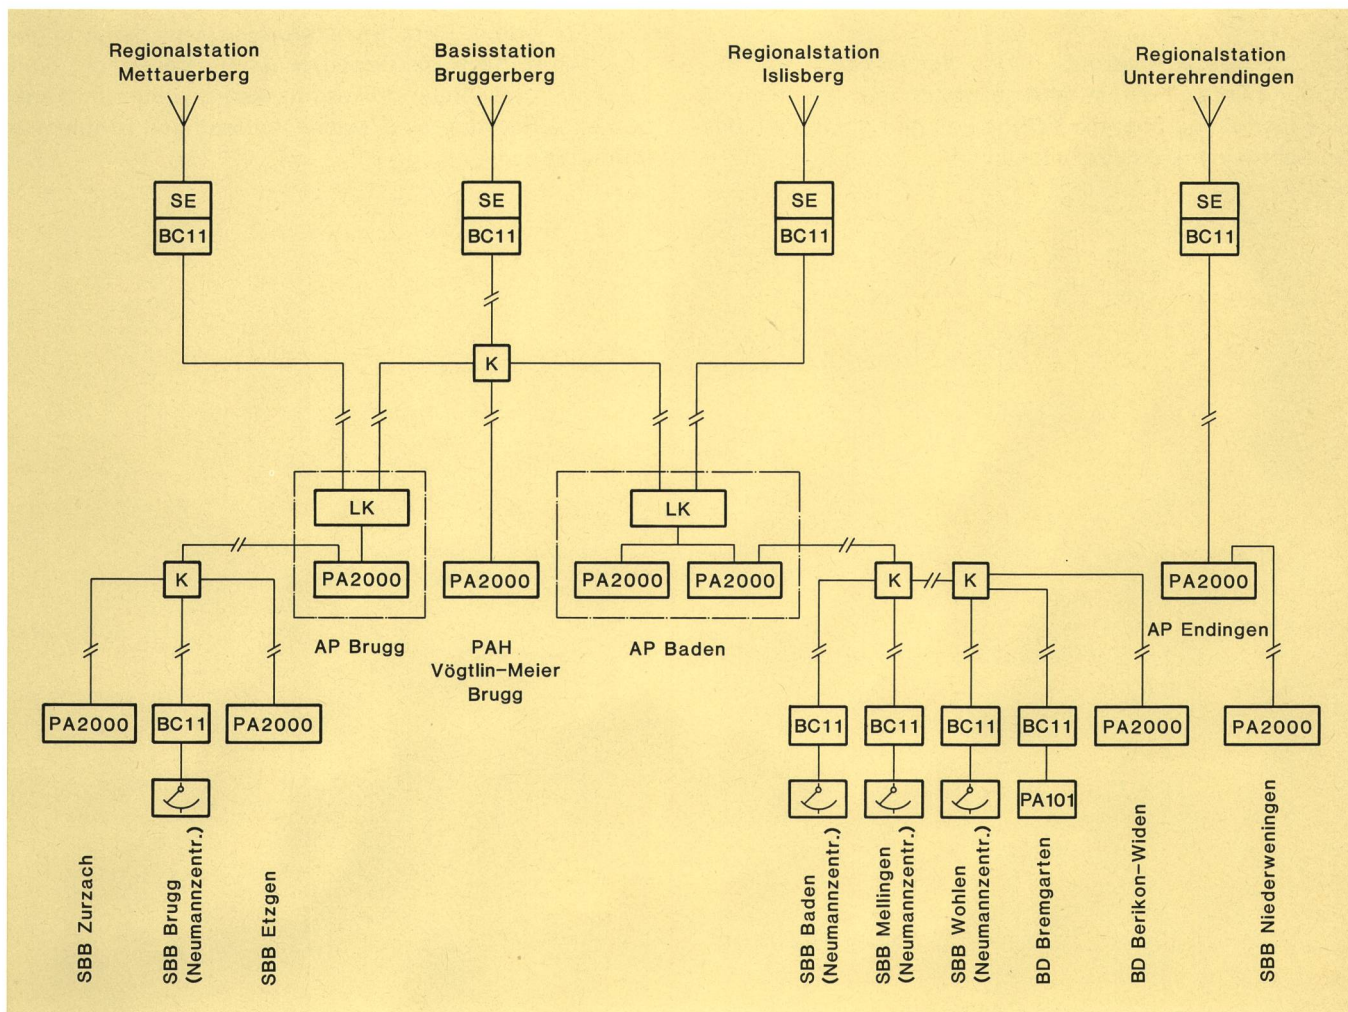 Regionalstation
Mettauerberg
Basisstation
Bruggerberg
Regionalstation
Islisberg
Regionalstation
Unterehrendingen
SE
BC11
SE
BC11
SE
BC11
SE
BC11
K
LK
LK
K
PA2000
PA2000
PA2000
PA2000
K
K
PA2000
AP Brugg
PAH
Vögtlin-Meier
Brugg
AP Baden
AP Endingen
PA2000
BC11
PA2000
BC11
BC11
BC11
BC11
PA2000
PA2000
PA101
SBB Zurzach
SBB Brugg
(Neumannzentr.)
SBB Etzgen
SBB Baden
(Neumannzentr.)
SBB Mellingen
(Neumannzentr.)
SBB Wohlen
(Neumannzentr.)
BD Bremgarten
BD Berikon-Widen
SBB Niederweningen